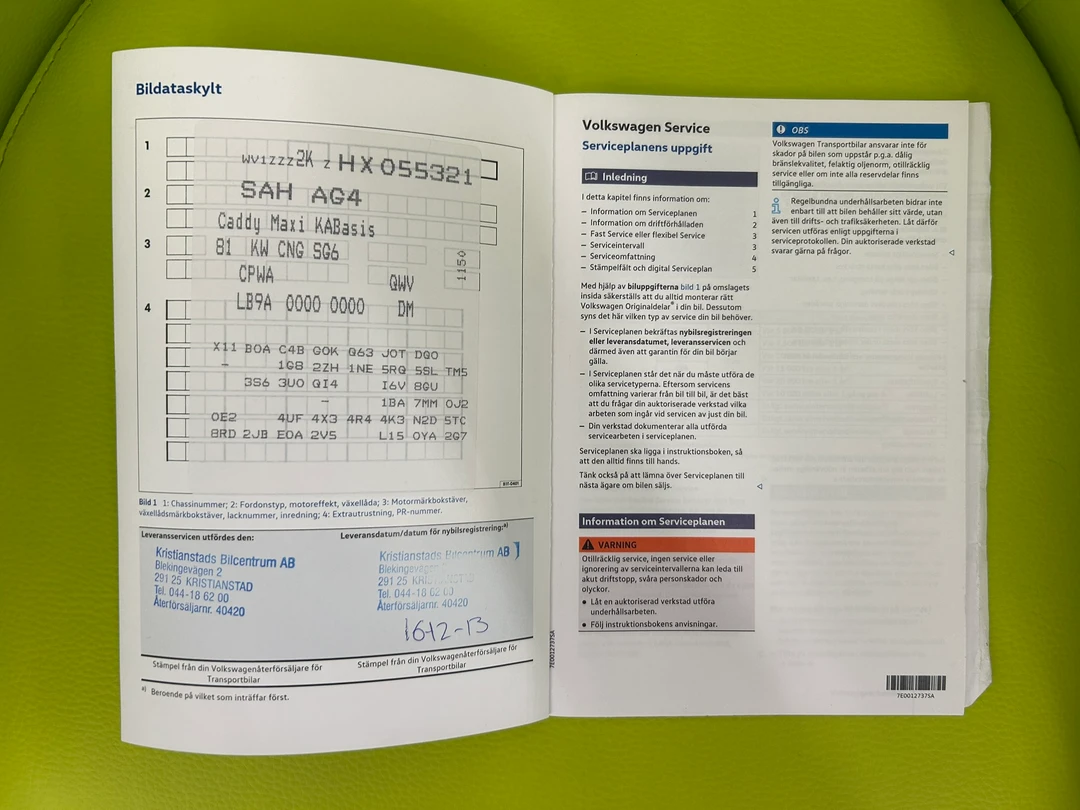 Bildataskylt
1
WV1ZZZ2K Z HX055321
2
SAH AG4
Caddy Maxi KABasis
3
81 KW CNG SG6
1150
CPWA
QWV
4
LB9A 0000 0000 DM
X11 BOA C4B GOK Q63 JOT DGO
- 1G8 2ZH 1NE 5RQ 5SL TM5
3S6 3U0 QI4 I6V 8GU
- 1BA 7MM OJ2
0E2 4UF 4X3 4R4 4K3 N2D 5TC
8RD 2JB E0A 2V5 L15 OYA 2G7
Bild 1 1: Chassinummer; 2: Fordonstyp, motoreffekt, växellåda; 3: Motormärkbokstäver,
växellådsmärkbokstäver, lacknummer, inredning; 4: Extrautrustning, PR-nummer.
Leveransservicen utfördes den:
Kristianstads Bilcentrum AB
Blekingevägen 2
291 25 KRISTIANSTAD
Tel. 044-18 62 00
Återförsäljarnr. 40420
Stämpel från din Volkswagenåterförsäljare för
Transportbilar
Leveransdatum/datum för nybilsregistrering:a)
Kristianstads Bilcentrum AB
Blekingevägen
291 25
Tel. 044-18 62 00
Återförsäljarnr. 40420
16-12-13
Stämpel från din Volkswagenåterförsäljare för
Transportbilar
a) Beroende på vilket som inträffar först.
7E0012737SA
Volkswagen Service
Serviceplanens uppgift
Inledning
I detta kapitel finns information om:
– Information om Serviceplanen 1
– Information om driftförhålladen 2
– Fast Service eller flexibel Service 3
– Serviceintervall 3
– Serviceomfattning 4
– Stämpelfält och digital Serviceplan 5
Med hjälp av biluppgifterna bild 1 på omslagets
insida säkerställs att du alltid monterar rätt
Volkswagen Originaldelar® i din bil. Dessutom
syns det här vilken typ av service din bil behöver.
– I Serviceplanen bekräftas nybilsregistreringen
eller leveransdatumet, leveransservicen och
därmed även att garantin för din bil börjar
gälla.
– I Serviceplanen står det när du måste utföra de
olika servicetyperna. Eftersom servicens
omfattning varierar från bil till bil, är det bäst
att du frågar din auktoriserade verkstad vilka
arbeten som ingår vid servicen av just din bil.
– Din verkstad dokumenterar alla utförda
servicearbeten i serviceplanen.
Serviceplanen ska ligga i instruktionsboken, så
att den alltid finns till hands.
Tänk också på att lämna över Serviceplanen till
nästa ägare om bilen säljs.
Information om Serviceplanen
VARNING
Otillräcklig service, ingen service eller
ignorering av serviceintervallerna kan leda till
akut driftstopp, svåra personskador och
olyckor.
● Låt en auktoriserad verkstad utföra
underhållsarbeten.
● Följ instruktionsbokens anvisningar.
OBS
Volkswagen Transportbilar ansvarar inte för
skador på bilen som uppstår p.g.a. dålig
bränslekvalitet, felaktig oljenorm, otillräcklig
service eller om inte alla reservdelar finns
tillgängliga.
Regelbundna underhållsarbeten bidrar inte
enbart till att bilen behåller sitt värde, utan
även till drifts- och trafiksäkerheten. Låt därför
servicen utföras enligt uppgifterna i
serviceprotokollen. Din auktoriserade verkstad
svarar gärna på frågor.
7E0012737SA